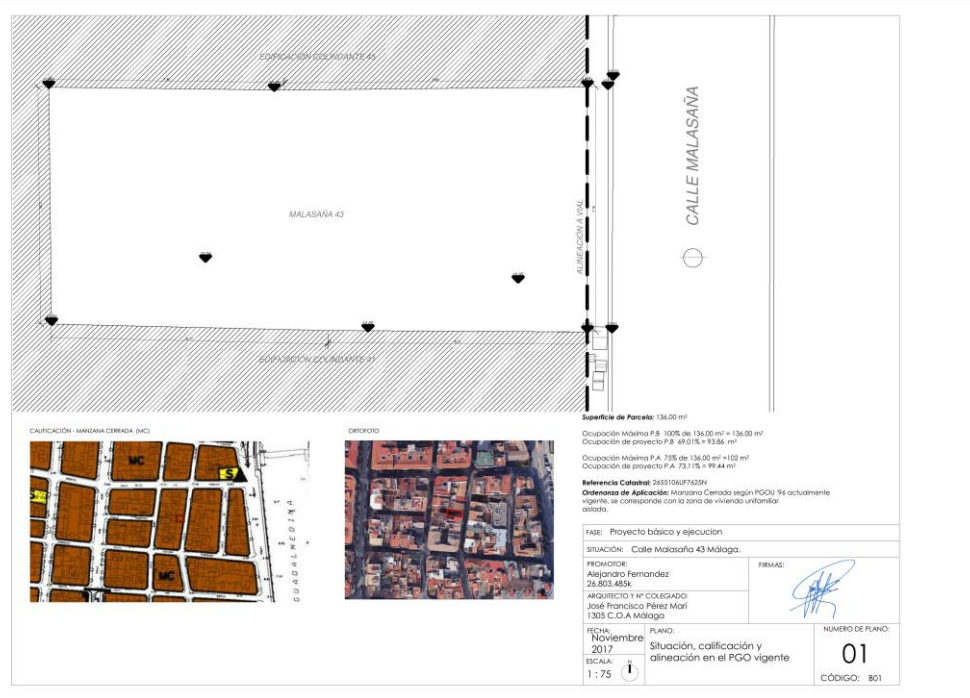 EDIFICACIÓN COLINDANTE 45
CALLE MALASAÑA
MALASAÑA 43
ALINEACIÓN A VIAL
EDIFICACIÓN COLINDANTE 41
CALIFICACIÓN - MANZANA CERRADA (MC)
MC
S
S
MC
GUADALMEDINA
ORTOFOTO
Superficie de Parcela: 136.00 m²
Ocupación Máxima P.B 100% de 136.00 m² = 136.00 m²
Ocupación de proyecto P.B 69.01% = 93.86 m²
Ocupación Máxima P.A 75% de 136.00 m² =102 m²
Ocupación de proyecto P.A 73.11% = 99.44 m²
Referencia Catastral: 2655106UF7625N
Ordenanza de Aplicación: Manzana Cerrada según PGOU '96 actualmente
vigente, se corresponde con la zona de vivienda unifamiliar
aislada.
FASE: Proyecto básico y ejecucion
SITUACIÓN: Calle Malasaña 43 Málaga.
PROMOTOR:
Alejandro Fernandez
26.803.485k
FIRMAS:
ARQUITECTO Y Nº COLEGIADO:
José Francisco Pérez Marí
1305 C.O.A Málaga
FECHA:
Noviembre
2017
ESCALA:
1 : 75
N
PLANO:
Situación, calificación y
alineación en el PGO vigente
NUMERO DE PLANO:
01
CÓDIGO: B01